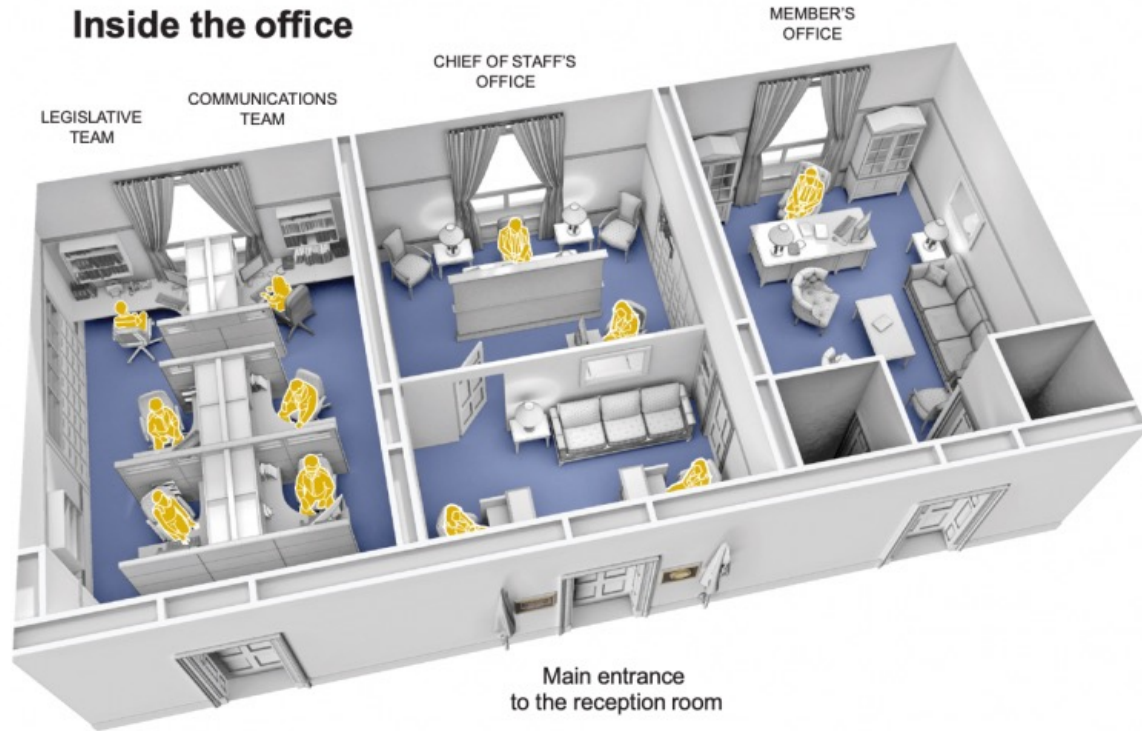 Inside the office
LEGISLATIVE
TEAM
COMMUNICATIONS
TEAM
CHIEF OF STAFF'S
OFFICE
MEMBER'S
OFFICE
Main entrance
to the reception room